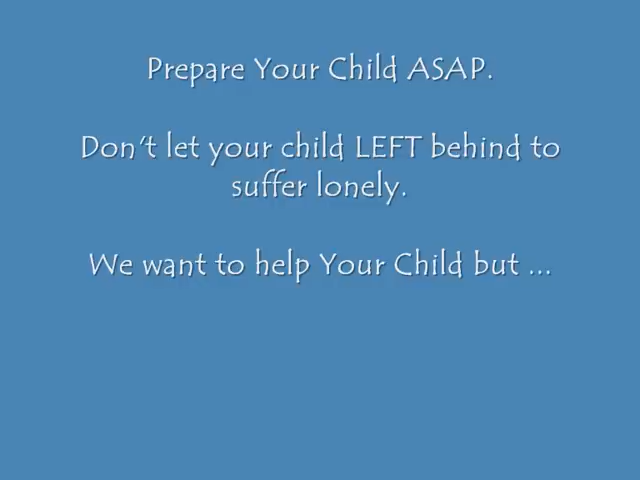 Prepare Your Child ASAP.
Don't let your child LEFT behind to
suffer lonely.
We want to help Your Child but ...